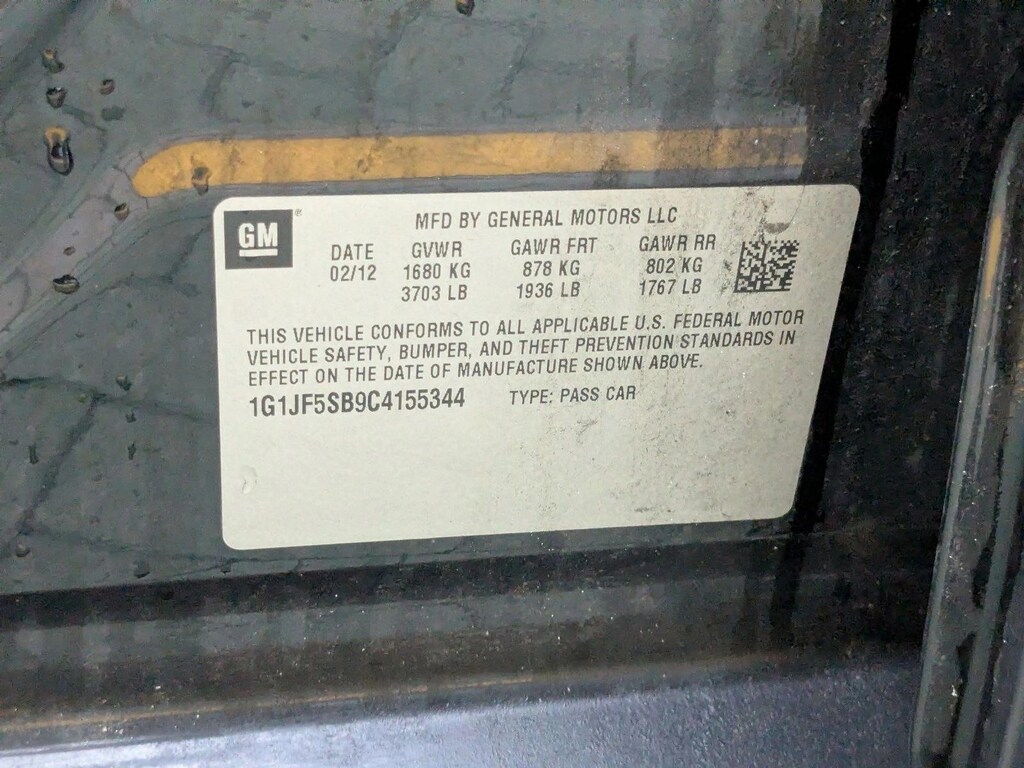 GM
MFD BY GENERAL MOTORS LLC
DATE GVWR GAWR FRT GAWR RR
02/12 1680 KG 878 KG 802 KG
3703 LB 1936 LB 1767 LB
THIS VEHICLE CONFORMS TO ALL APPLICABLE U.S. FEDERAL MOTOR
VEHICLE SAFETY, BUMPER, AND THEFT PREVENTION STANDARDS IN
EFFECT ON THE DATE OF MANUFACTURE SHOWN ABOVE.
1G1JF5SB9C4155344 TYPE: PASS CAR